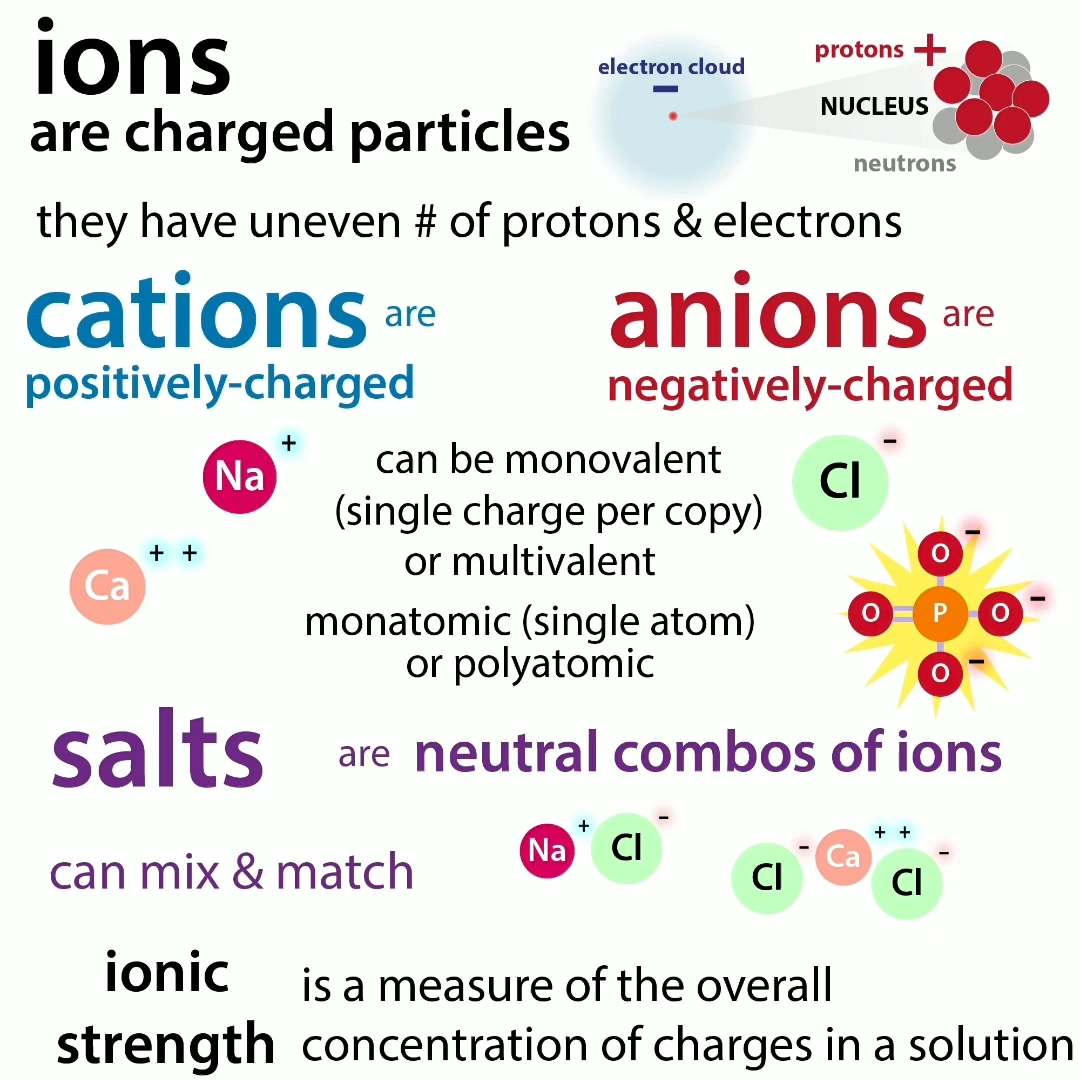 ions
are charged particles
electron cloud
–
protons +
NUCLEUS
neutrons
they have uneven # of protons & electrons
cations are
positively-charged
anions are
negatively-charged
Na +
Ca + +
can be monovalent
(single charge per copy)
or multivalent
monatomic (single atom)
or polyatomic
Cl –
O –
O P O –
O –
salts are neutral combos of ions
can mix & match
Na + Cl –
Cl – Ca + + Cl –
ionic
strength
is a measure of the overall
concentration of charges in a solution